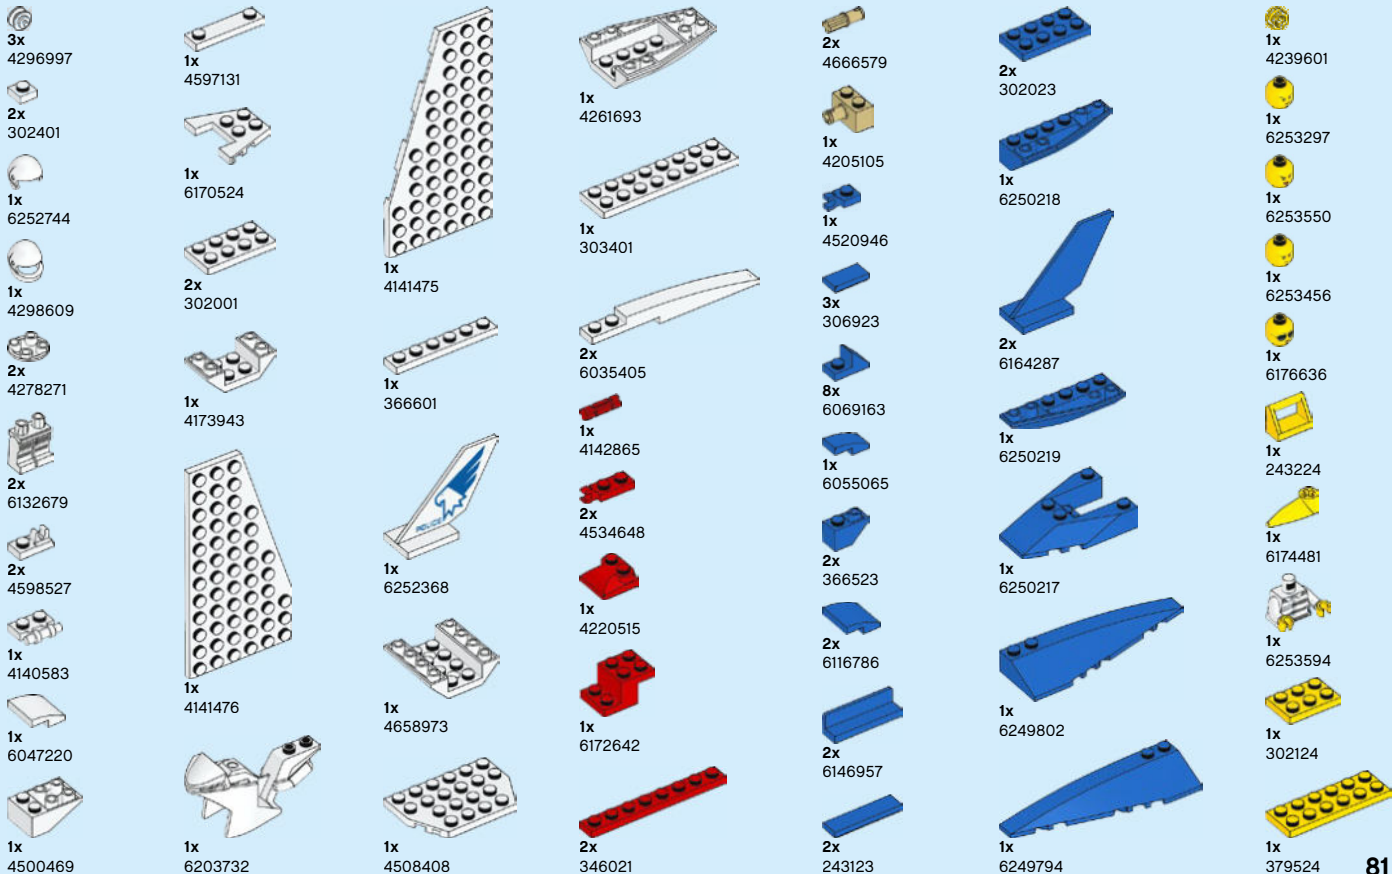 3x
4296997
2x
302401
1x
6252744
1x
4298609
2x
4278271
2x
6132679
2x
4598527
1x
4140583
1x
6047220
1x
4500469
1x
4597131
1x
6170524
2x
302001
1x
4173943
1x
4141476
1x
6203732
1x
4141475
1x
366601
POLICE
1x
6252368
1x
4658973
1x
4508408
1x
4261693
1x
303401
2x
6035405
1x
4142865
2x
4534648
1x
4220515
1x
6172642
2x
346021
2x
4666579
1x
4205105
1x
4520946
3x
306923
8x
6069163
1x
6055065
2x
366523
2x
6116786
2x
6146957
2x
243123
2x
302023
1x
6250218
2x
6164287
1x
6250219
1x
6250217
1x
6249802
1x
6249794
1x
4239601
1x
6253297
1x
6253550
1x
6253456
1x
6176636
1x
243224
1x
6174481
1x
6253594
1x
302124
1x
379524
81